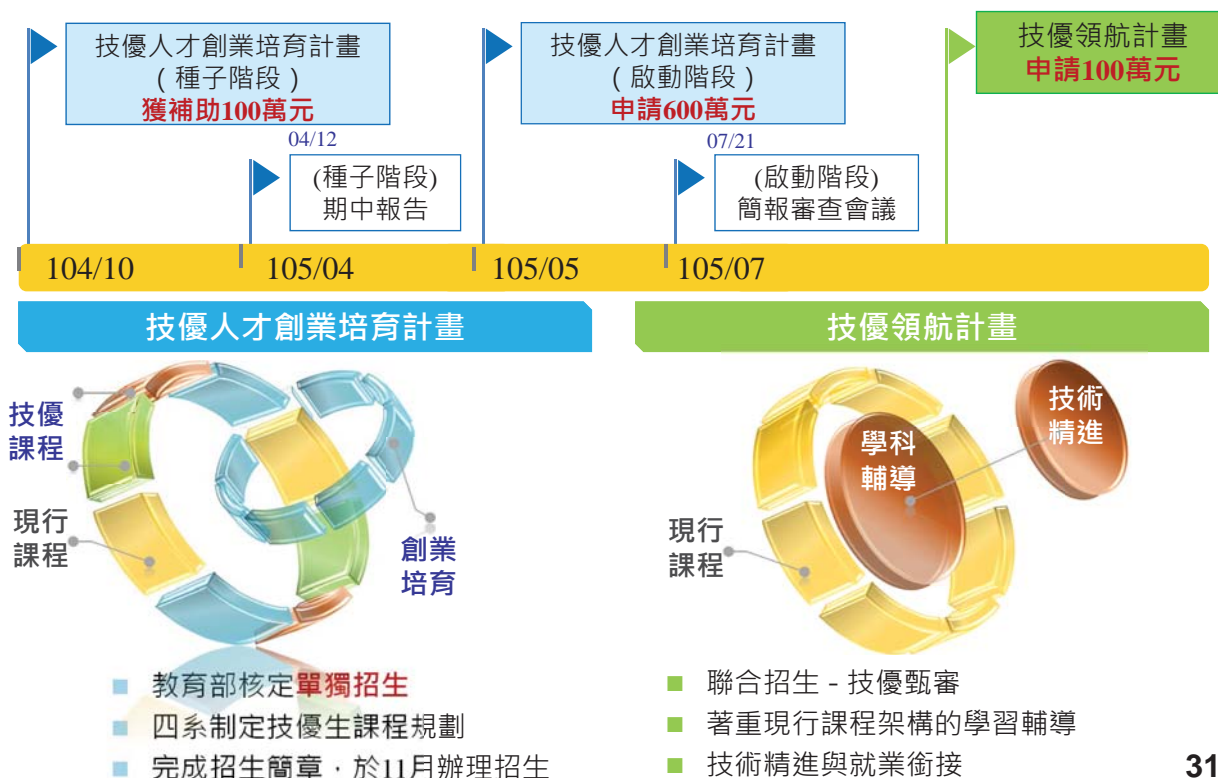 技優人才創業培育計畫
（種子階段）
獲補助100萬元
技優人才創業培育計畫
（啟動階段）
申請600萬元
技優領航計畫
申請100萬元
04/12
(種子階段)
期中報告
07/21
(啟動階段)
簡報審查會議
104/10
105/04
105/05
105/07
技優人才創業培育計畫
技優領航計畫
技優
課程
現行
課程
創業
培育
學科
輔導
技術
精進
現行
課程
教育部核定單獨招生
四系制定技優生課程規劃
完成招生簡章，於11月辦理招生
聯合招生 - 技優甄審
著重現行課程架構的學習輔導
技術精進與就業銜接
31